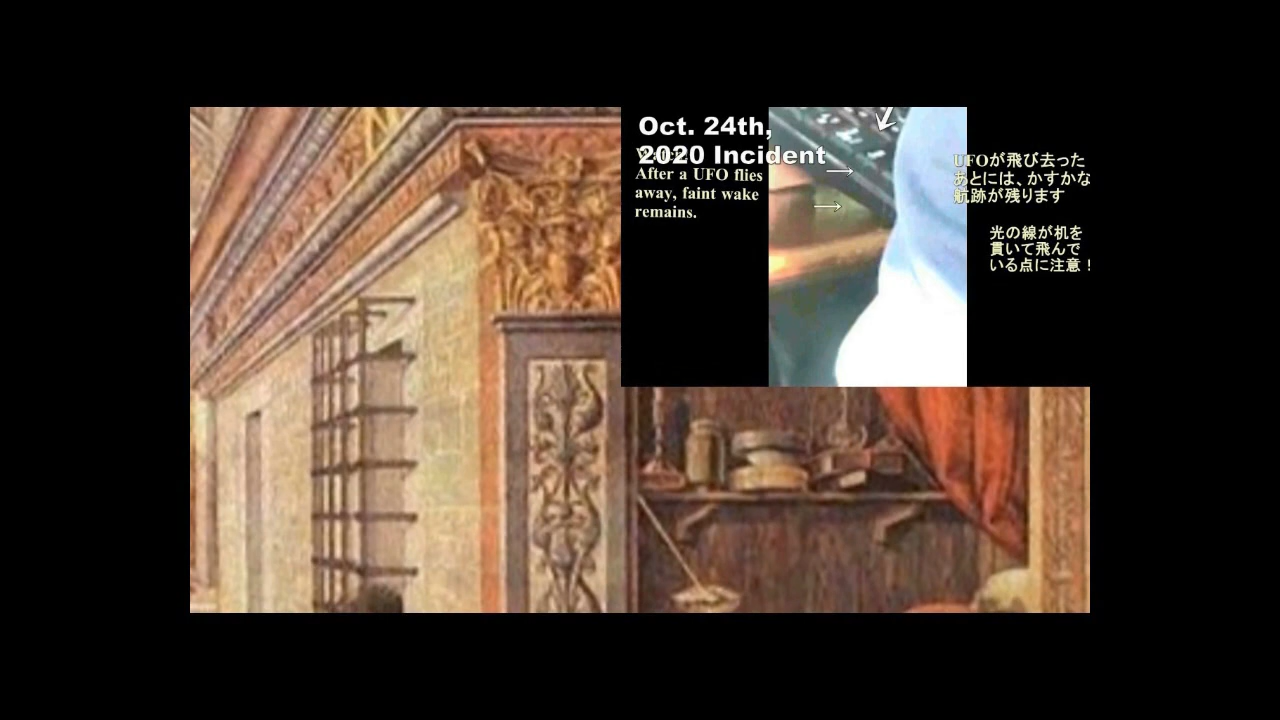 Oct. 24th,
2020 Incident
After a UFO flies
away, faint wake
remains.
UFOが飛び去った
あとには、かすかな
航跡が残ります
光の線が机を
貫いて飛んで
いる点に注意！